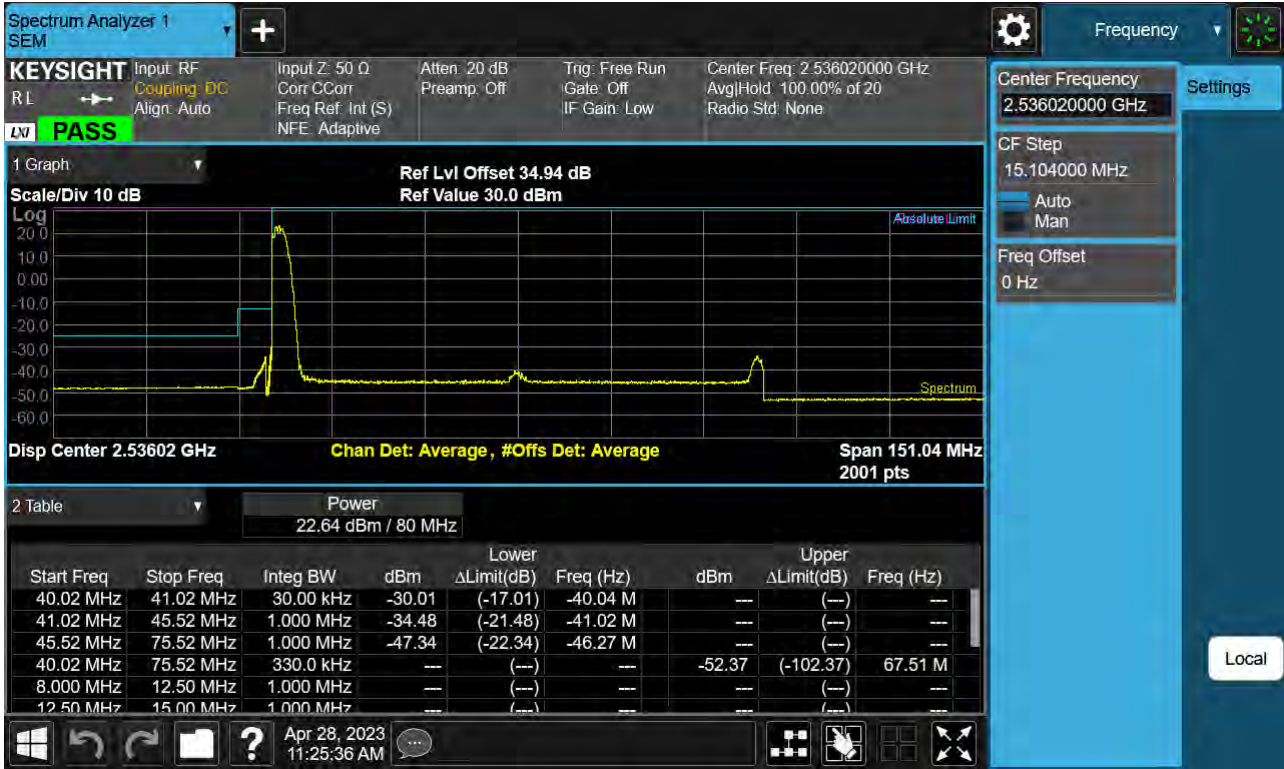 Spectrum Analyzer 1
SEM
+
Frequency
KEYSIGHT
R L
LXI
PASS
Input: RF
Coupling: DC
Align: Auto
Input Z: 50 Ω
Corr CCorr
Freq Ref: Int (S)
NFE: Adaptive
Atten: 20 dB
Preamp: Off
Trig: Free Run
Gate: Off
IF Gain: Low
Center Freq: 2.536020000 GHz
Avg|Hold: 100.00% of 20
Radio Std: None
Center Frequency
2.536020000 GHz
Settings
CF Step
15.104000 MHz
Auto
Man
Freq Offset
0 Hz
Local
1 Graph
Scale/Div 10 dB
Ref Lvl Offset 34.94 dB
Ref Value 30.0 dBm
Log
20.0
10.0
0.00
-10.0
-20.0
-30.0
-40.0
-50.0
-60.0
Absolute Limit
Spectrum
Disp Center 2.53602 GHz
Chan Det: Average, #Offs Det: Average
Span 151.04 MHz
2001 pts
2 Table
Power
22.64 dBm / 80 MHz
Lower Upper
Start Freq Stop Freq Integ BW dBm ΔLimit(dB) Freq (Hz) dBm ΔLimit(dB) Freq (Hz)
40.02 MHz 41.02 MHz 30.00 kHz -30.01 (-17.01) -40.04 M --- (---) ---
41.02 MHz 45.52 MHz 1.000 MHz -34.48 (-21.48) -41.02 M --- (---) ---
45.52 MHz 75.52 MHz 1.000 MHz -47.34 (-22.34) -46.27 M --- (---) ---
40.02 MHz 75.52 MHz 330.0 kHz --- (---) --- -52.37 (-102.37) 67.51 M
8.000 MHz 12.50 MHz 1.000 MHz --- (---) --- --- (---) ---
12.50 MHz 15.00 MHz 1.000 MHz --- (---) --- --- (---) ---
?
Apr 28, 2023
11:25:36 AM